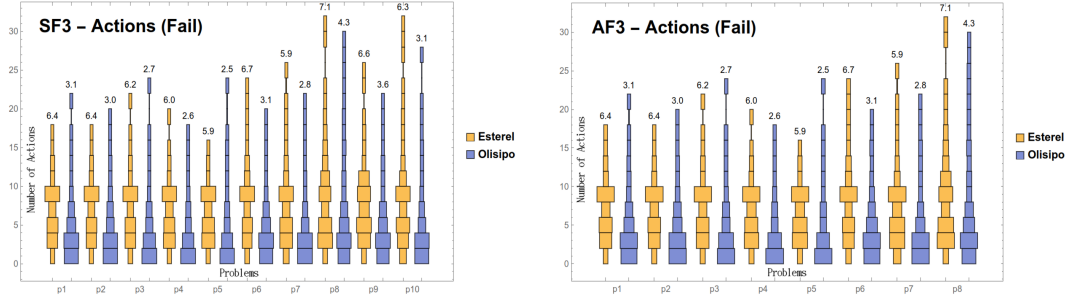 SF3 – Actions (Fail)
Number of Actions
30
25
20
15
10
5
0
6.4 3.1 6.4 3.0 6.2 2.7 6.0 2.6 5.9 2.5 6.7 3.1 5.9 2.8 7.1 4.3 6.6 3.6 6.3 3.1
Problems
p1 p2 p3 p4 p5 p6 p7 p8 p9 p10
Esterel
Olisipo
AF3 – Actions (Fail)
Number of Actions
30
25
20
15
10
5
0
6.4 3.1 6.4 3.0 6.2 2.7 6.0 2.6 5.9 2.5 6.7 3.1 5.9 2.8 7.1 4.3
Problems
p1 p2 p3 p4 p5 p6 p7 p8
Esterel
Olisipo